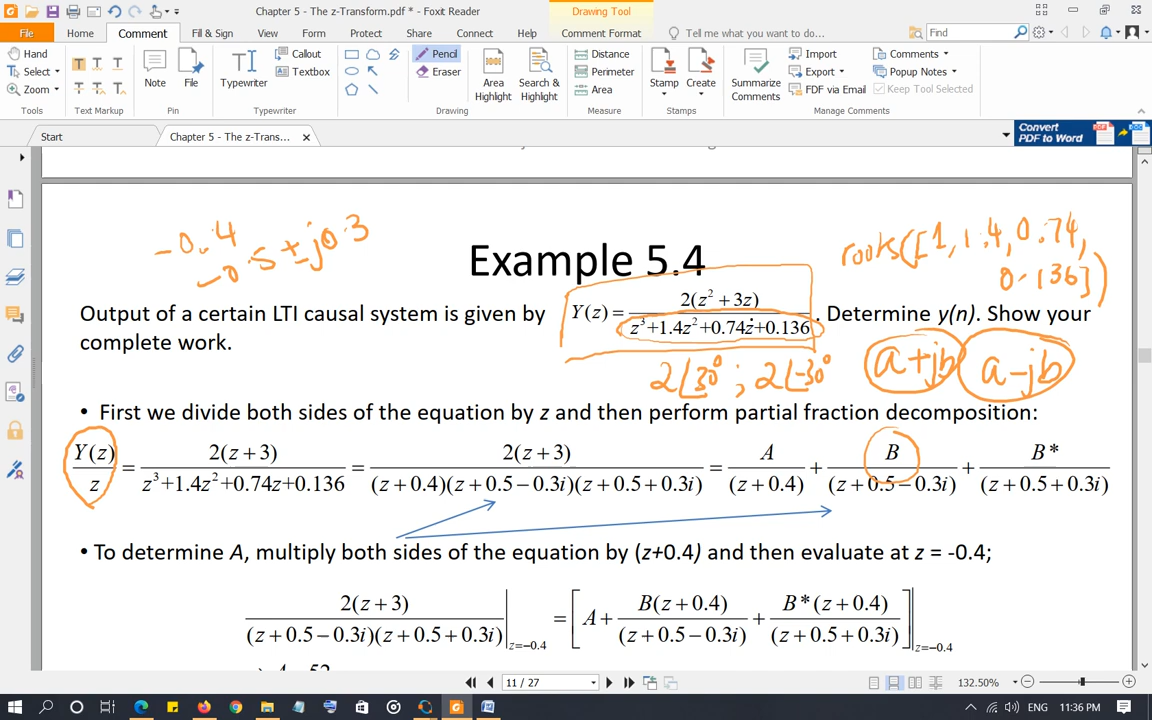 Chapter 5 - The z-Transform.pdf * - Foxit Reader
Drawing Tool
File Home Comment Fill & Sign View Form Protect Share Connect Help Comment Format Tell me what you want to do... Find
Hand
Select
Zoom
Tools
Text Markup
Note
File
Pin
Typewriter
Callout
Textbox
Typewriter
Pencil
Eraser
Drawing
Area Highlight
Search & Highlight
Distance
Perimeter
Area
Measure
Stamp
Create
Stamps
Summarize Comments
Import
Export
FDF via Email
Comments
Popup Notes
Keep Tool Selected
Manage Comments
Start
Chapter 5 - The z-Trans...
Convert PDF to Word
-0.4
-0.5±j0.3
Example 5.4
roots([1,1.4,0.74,
0.136])
Output of a certain LTI causal system is given by Y(z) = 2(z²+3z) / (z³+1.4z²+0.74z+0.136) . Determine y(n). Show your
complete work.
2∠30° ; 2∠-30°
a+jb
a-jb
• First we divide both sides of the equation by z and then perform partial fraction decomposition:
Y(z)/z = 2(z+3) / (z³+1.4z²+0.74z+0.136) = 2(z+3) / ((z+0.4)(z+0.5−0.3i)(z+0.5+0.3i)) = A/(z+0.4) + B/(z+0.5−0.3i) + B*/(z+0.5+0.3i)
• To determine A, multiply both sides of the equation by (z+0.4) and then evaluate at z = -0.4;
2(z+3) / ((z+0.5−0.3i)(z+0.5+0.3i)) |z=−0.4 = [A + B(z+0.4)/(z+0.5−0.3i) + B*(z+0.4)/(z+0.5+0.3i)] |z=−0.4
11 / 27
132.50%
ENG 11:36 PM